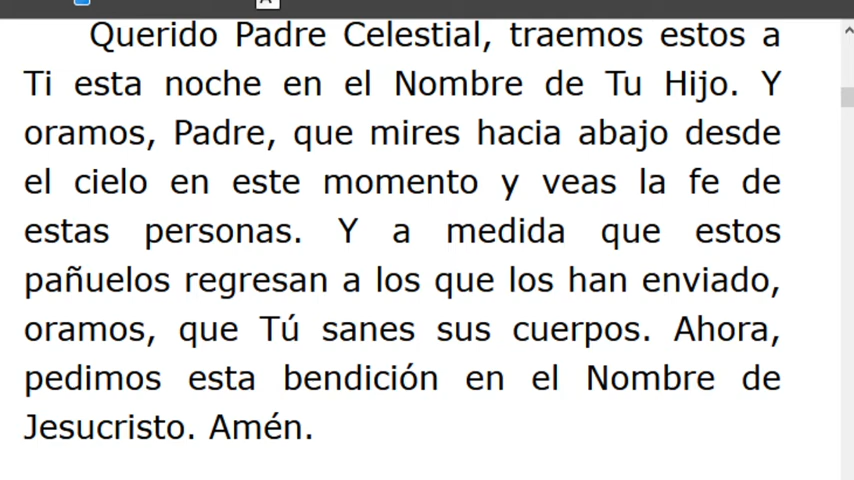 Querido Padre Celestial, traemos estos a
Ti esta noche en el Nombre de Tu Hijo. Y
oramos, Padre, que mires hacia abajo desde
el cielo en este momento y veas la fe de
estas personas. Y a medida que estos
pañuelos regresan a los que los han enviado,
oramos, que Tú sanes sus cuerpos. Ahora,
pedimos esta bendición en el Nombre de
Jesucristo. Amén.